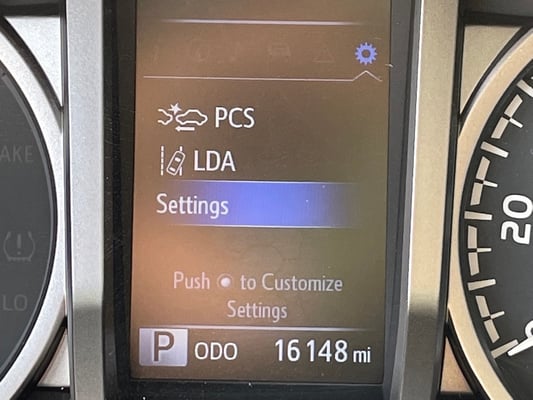 PCS
LDA
Settings
Push to Customize
Settings
P ODO 16148 mi
AKE
LO
20